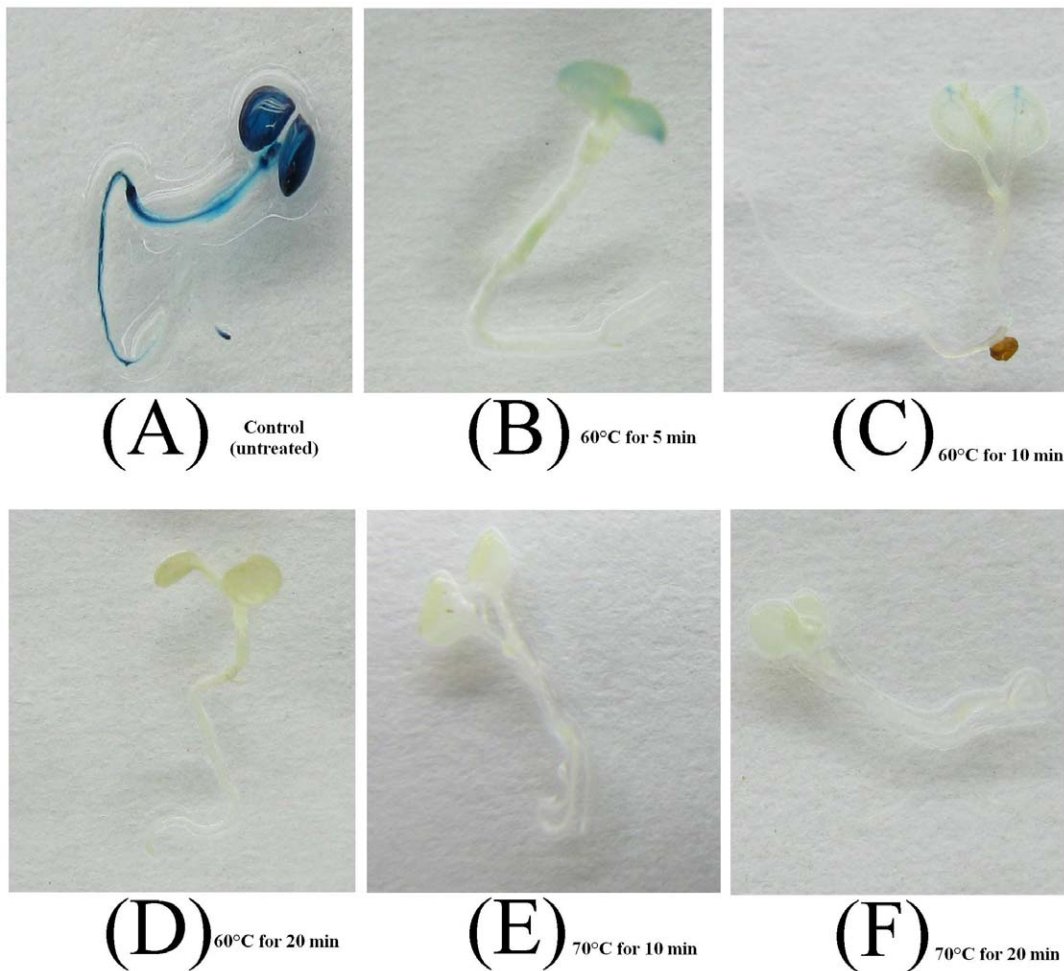 (A) Control
(untreated)
(B) 60°C for 5 min
(C) 60°C for 10 min
(D) 60°C for 20 min
(E) 70°C for 10 min
(F) 70°C for 20 min